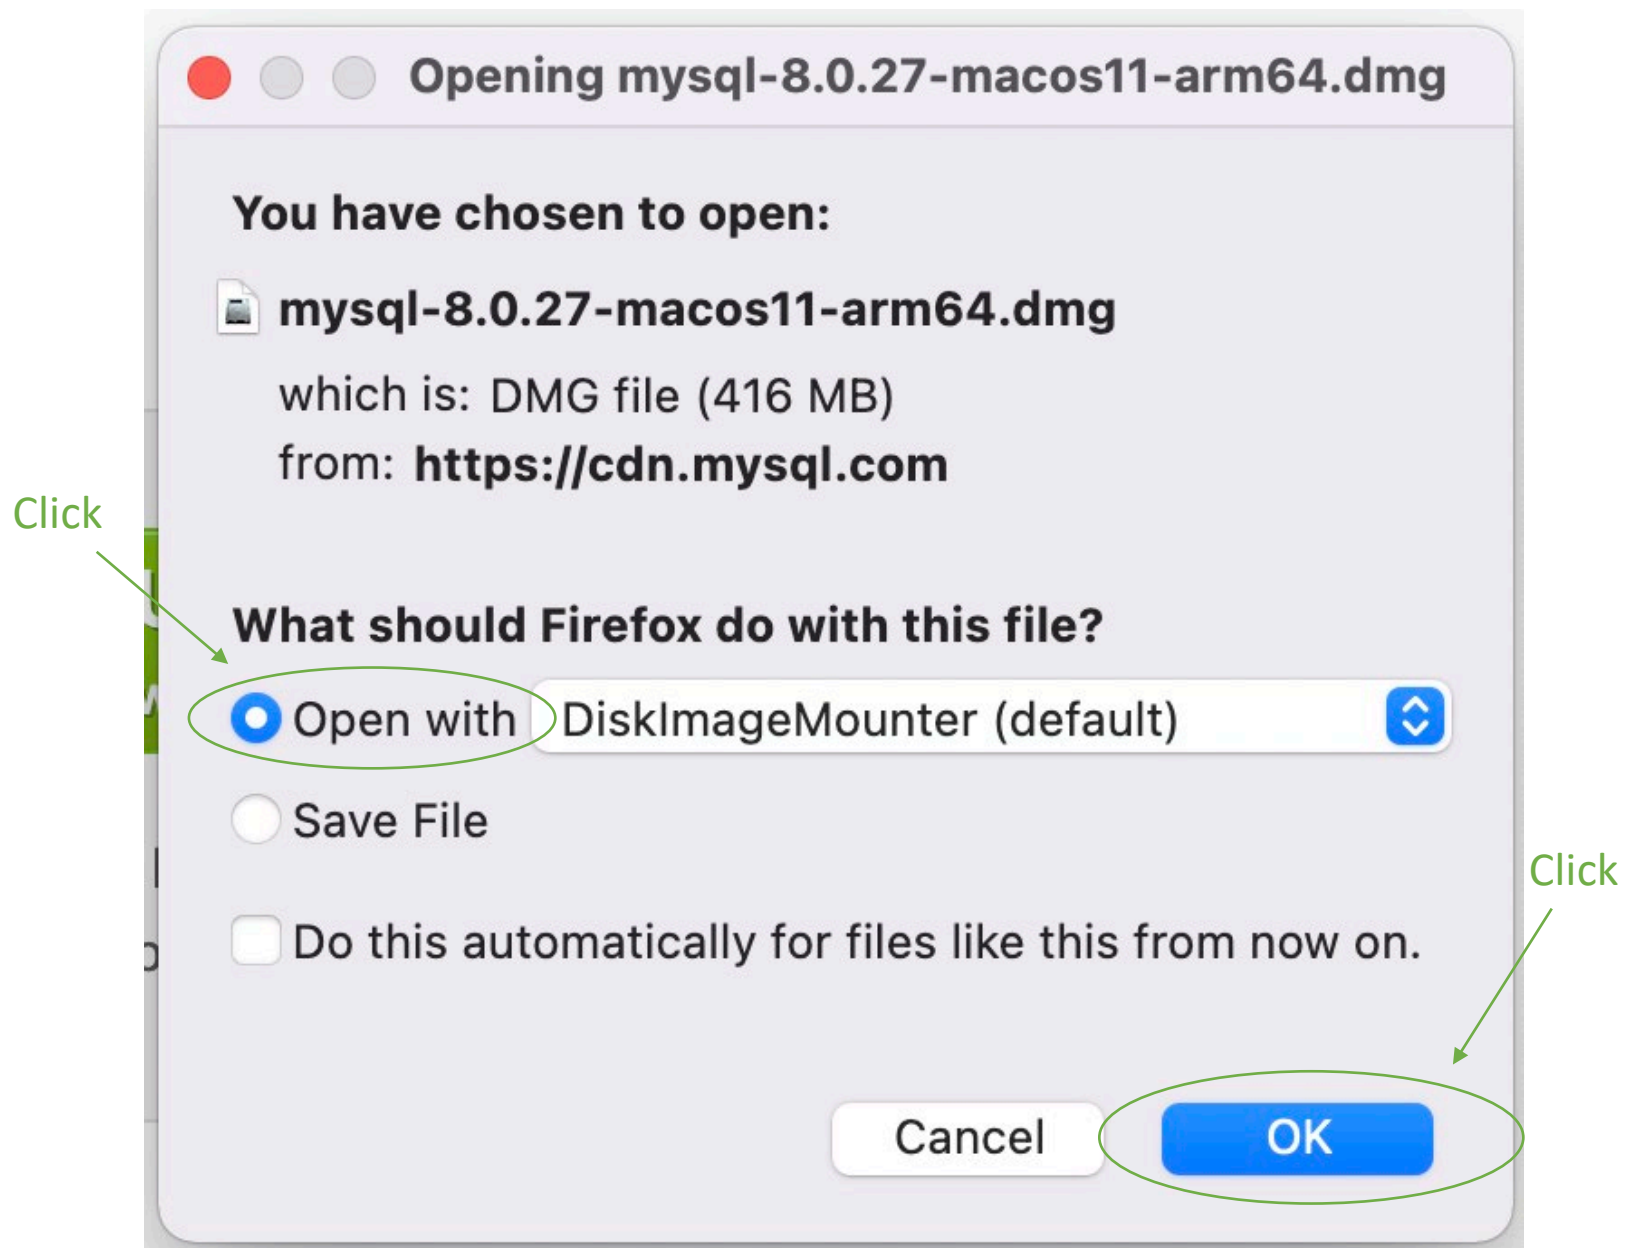 Opening mysql-8.0.27-macos11-arm64.dmg
You have chosen to open:
mysql-8.0.27-macos11-arm64.dmg
which is: DMG file (416 MB)
from: https://cdn.mysql.com
Click
What should Firefox do with this file?
Open with DiskImageMounter (default)
Save File
Click
Do this automatically for files like this from now on.
Cancel OK